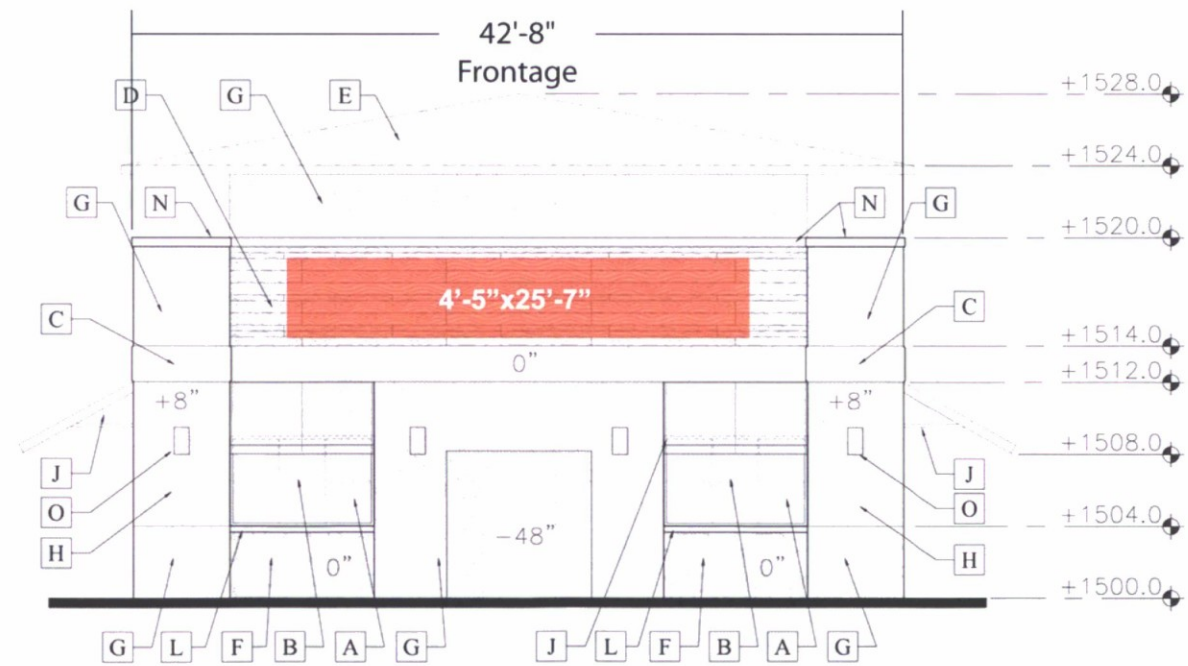 42'-8"
Frontage
+1528.0
D G E
+1524.0
G N N G
+1520.0
4’-5”x25’-7”
C C
+1514.0
0”
+1512.0
+8” +8”
+1508.0
J J
O O
-48”
H H
+1504.0
0” 0”
+1500.0
G L F B A G J L F B A G